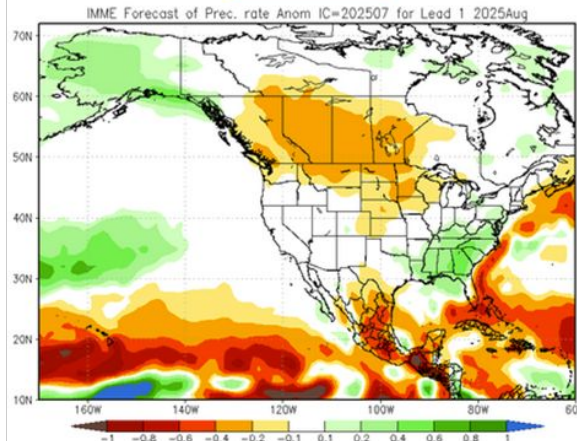 IMME Forecast of Prec. rate Anom IC=202507 for Lead 1 2025Aug
70N
60N
50N
40N
30N
20N
10N
160W 140W 120W 100W 80W 60
-1 -0.8 -0.6 -0.4 -0.2 -0.1 0.1 0.2 0.4 0.6 0.8